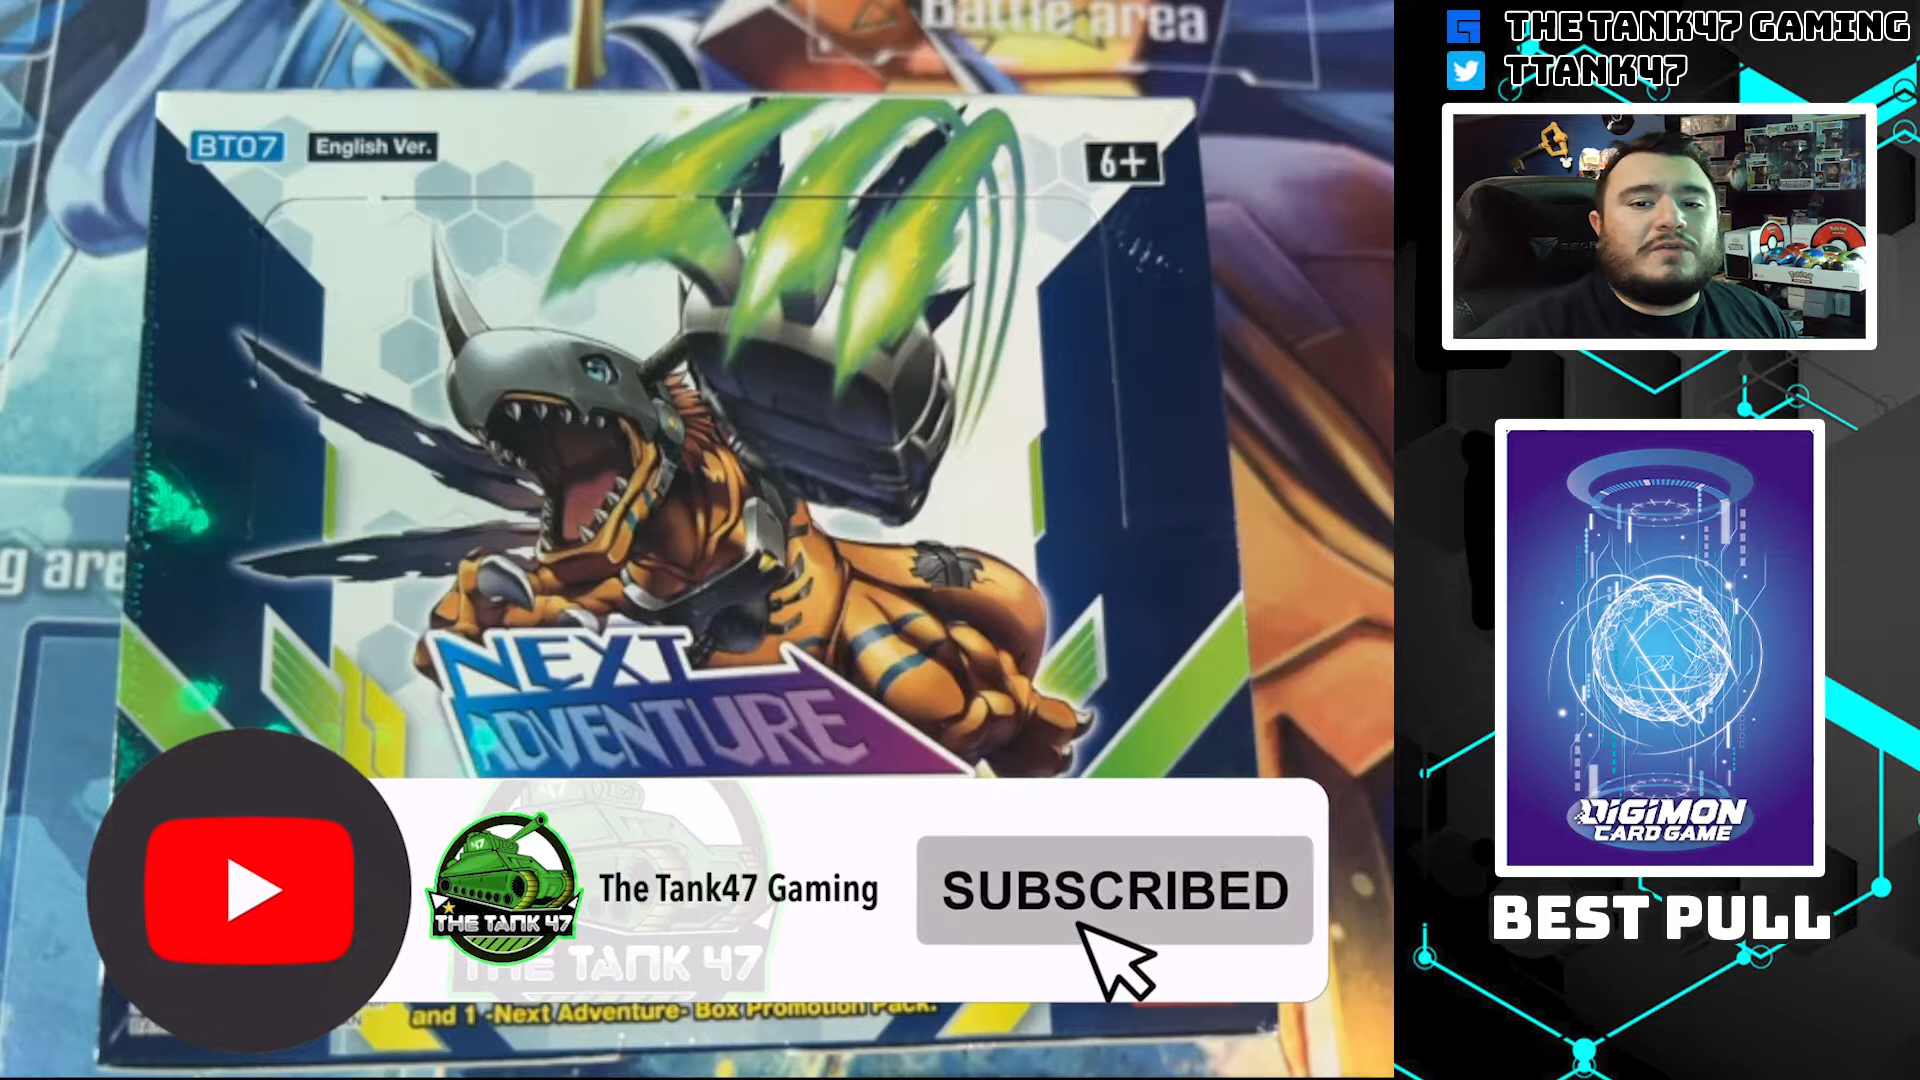 Battle area
THE TANK47 GAMING
TTANK47
BT07
English Ver.
6+
g are
NEXT
ADVENTURE
DIGIMON
CARD GAME
47
THE TANK 47
The Tank47 Gaming
SUBSCRIBED
THE TANK 47
BEST PULL
and 1 -Next Adventure- Box Promotion Pack.